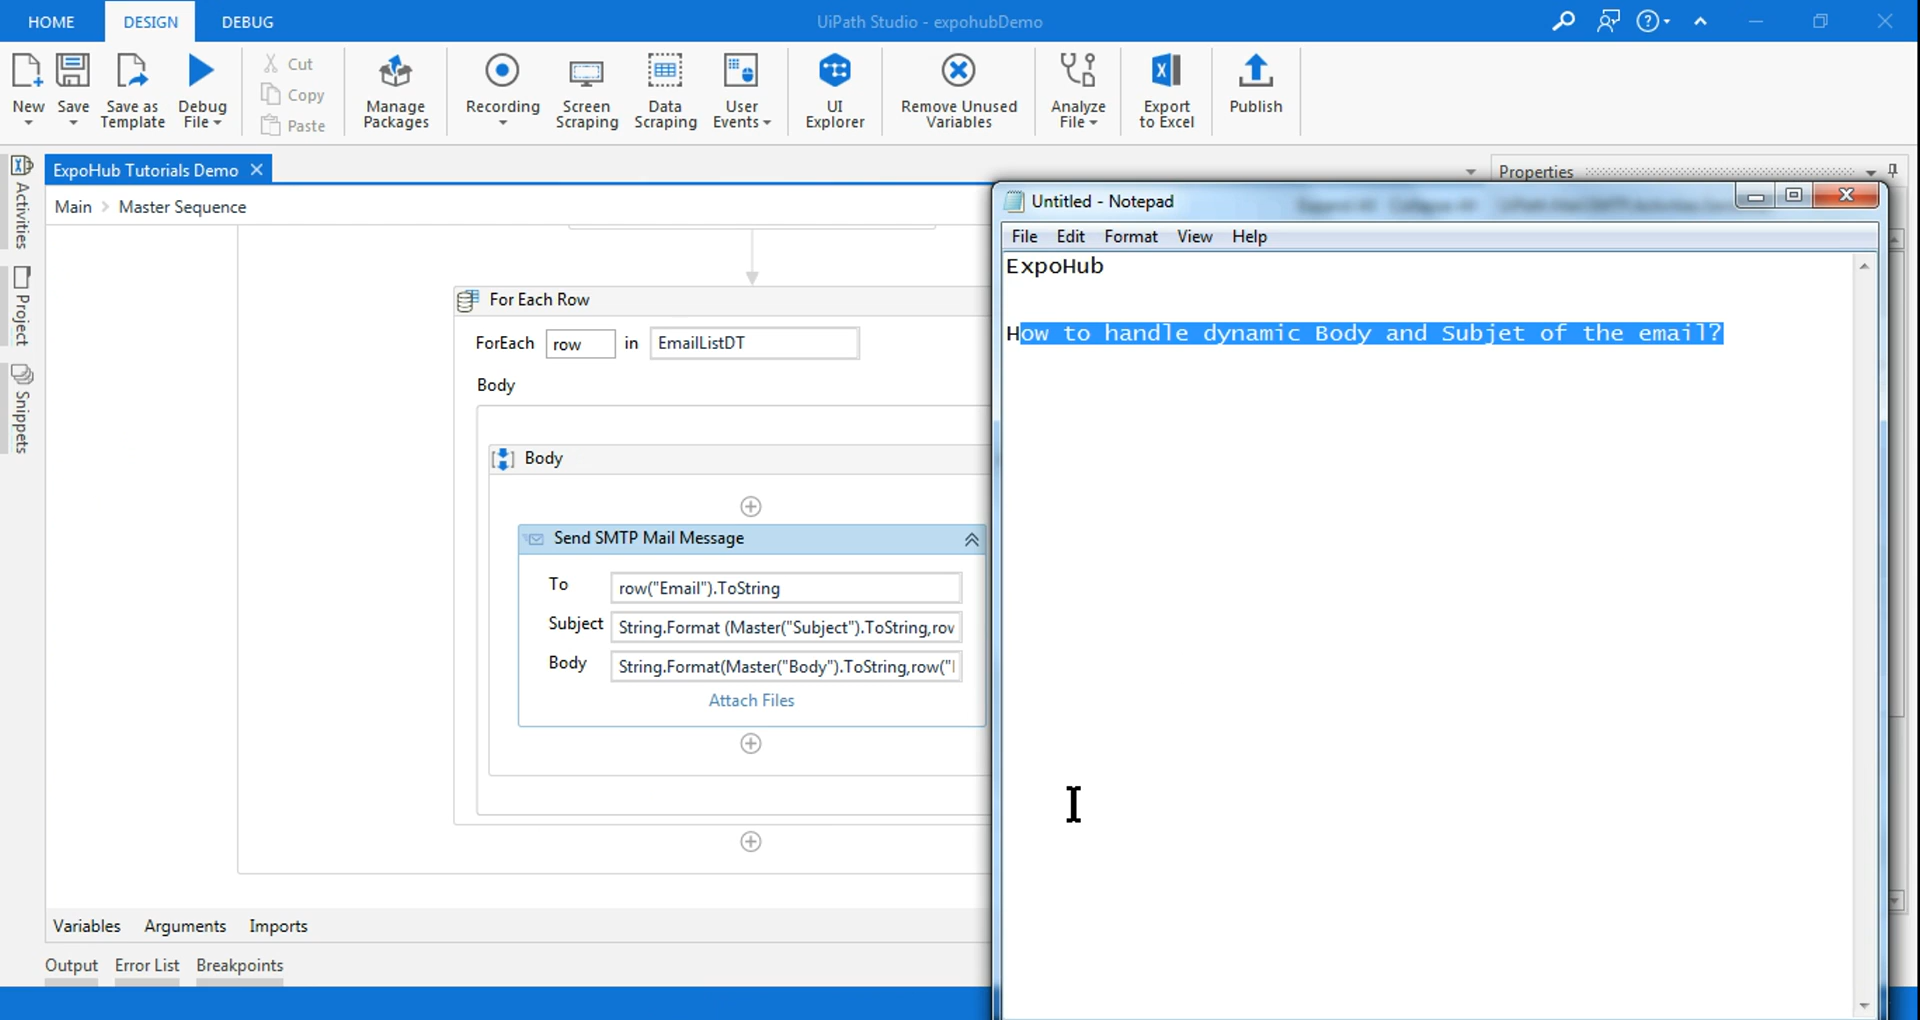 HOME DESIGN DEBUG UiPath Studio - expohubDemo
New Save Save as Template Debug File Cut Copy Paste Manage Packages Recording Screen Scraping Data Scraping User Events UI Explorer Remove Unused Variables Analyze File Export to Excel Publish
ExpoHub Tutorials Demo Properties
Main > Master Sequence
Activities
Project
Snippets
For Each Row
ForEach row in EmailListDT
Body
Body
Send SMTP Mail Message
To row("Email").ToString
Subject String.Format (Master("Subject").ToString,rov
Body String.Format(Master("Body").ToString,row("
Attach Files
Variables Arguments Imports
Output Error List Breakpoints
Untitled - Notepad
File Edit Format View Help
ExpoHub
How to handle dynamic Body and Subjet of the email?